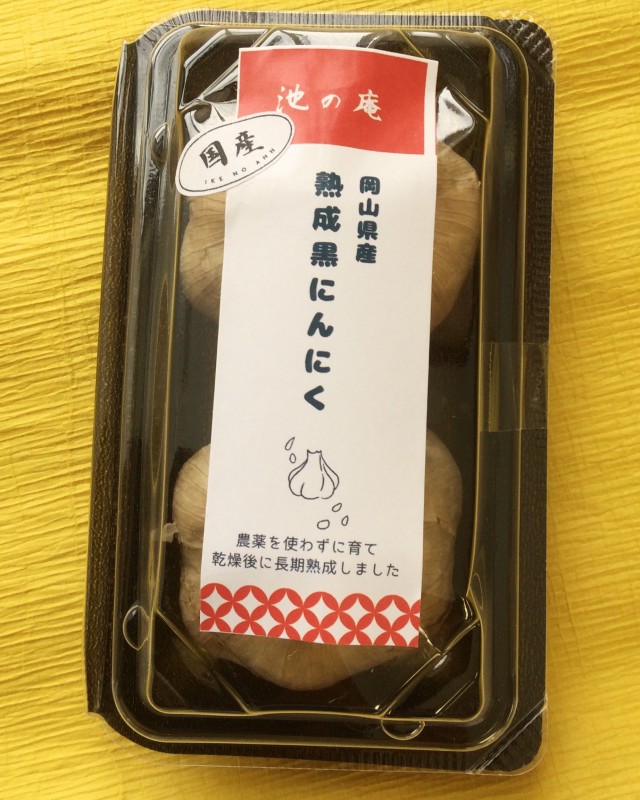 池の庵
国産
IKE NO ANN
岡山県産
熟成黒にんにく
農薬を使わずに育て
乾燥後に長期熟成しました